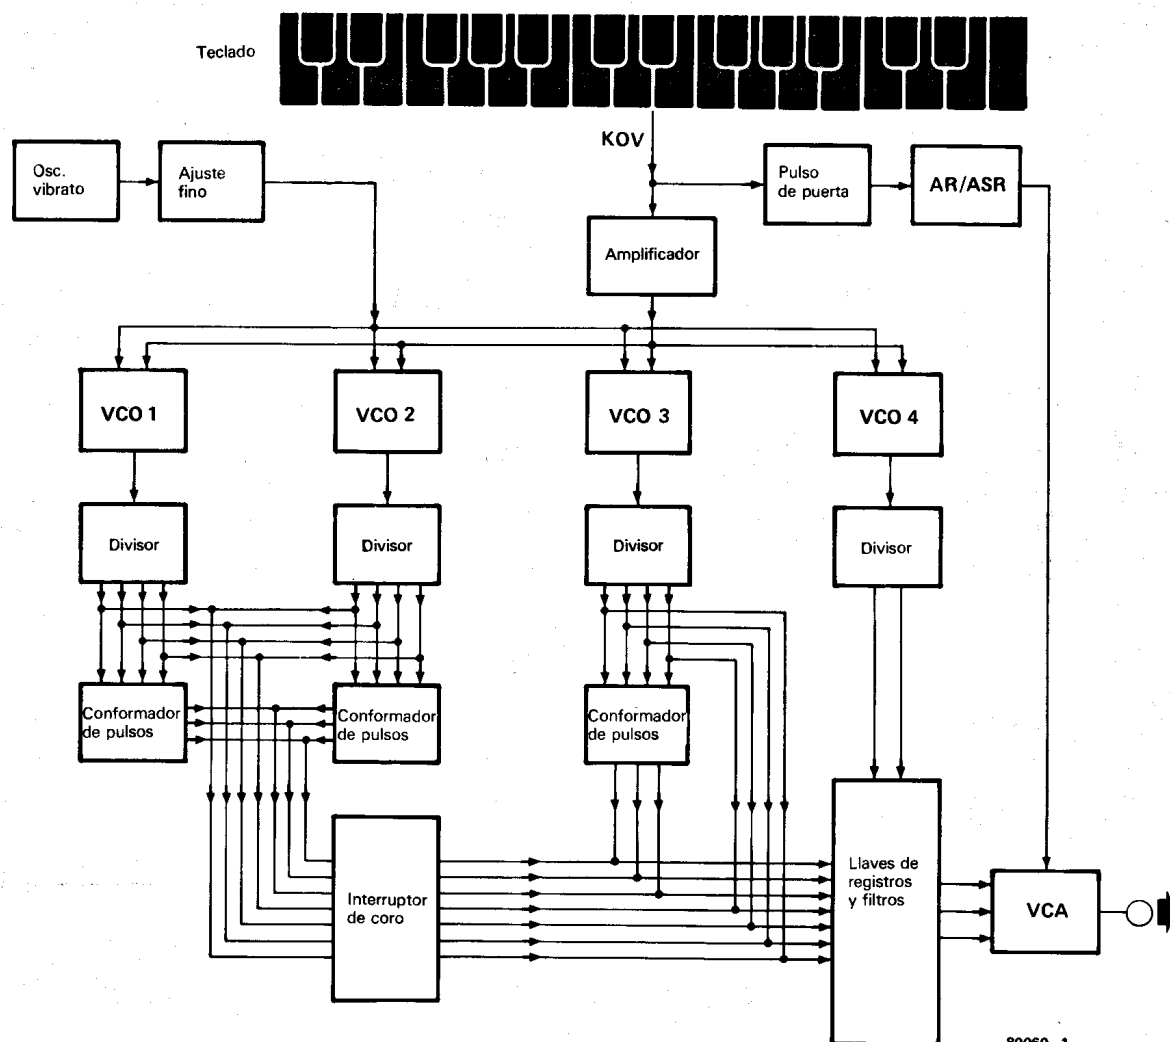 Teclado
KOV
Osc.
vibrato
Ajuste
fino
Pulso
de puerta
AR/ASR
Amplificador
VCO 1
VCO 2
VCO 3
VCO 4
Divisor
Divisor
Divisor
Divisor
Conformador
de pulsos
Conformador
de pulsos
Conformador
de pulsos
Interruptor
de coro
Llaves de
registros
y filtros
VCA